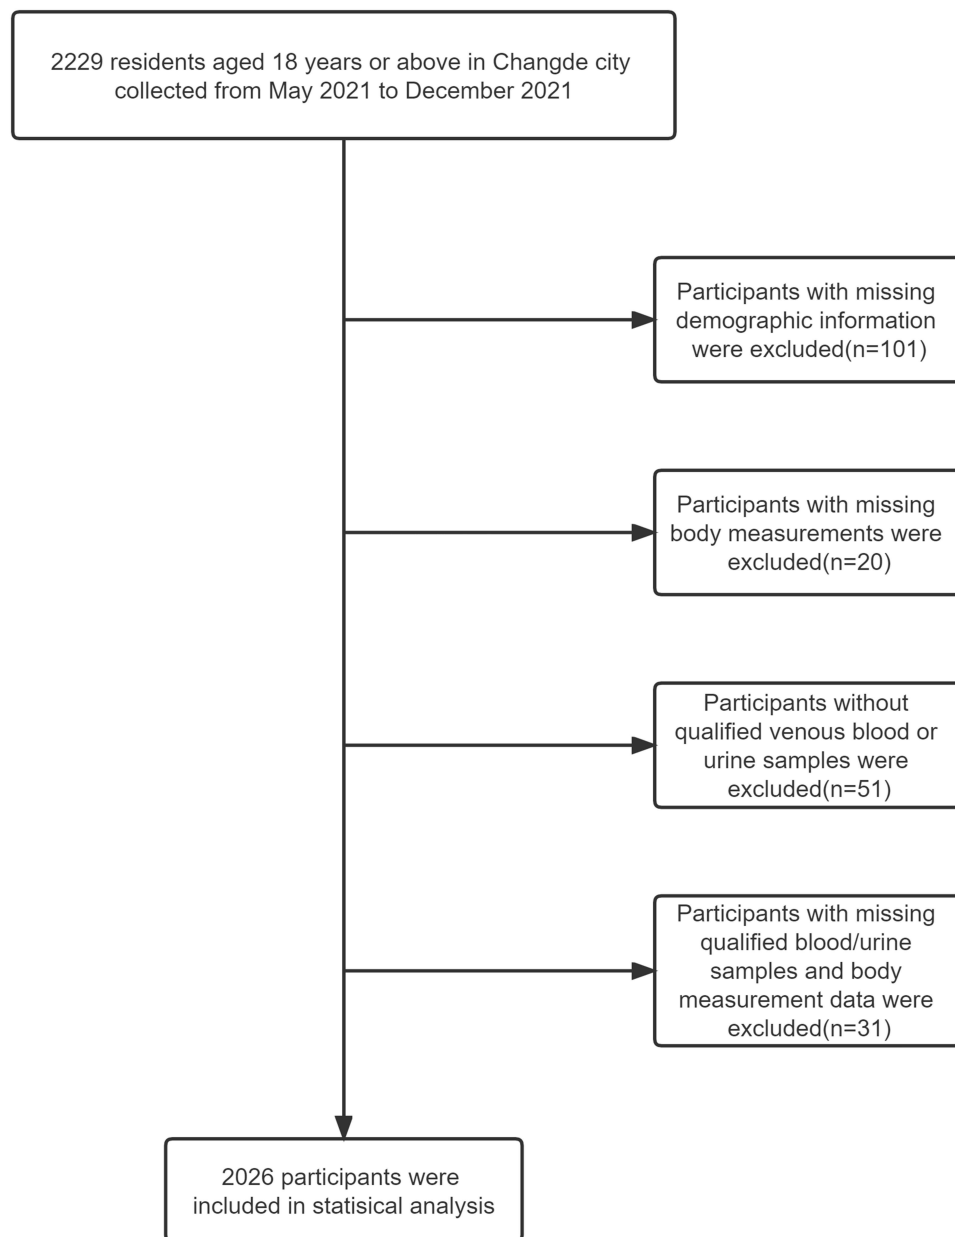 2229 residents aged 18 years or above in Changde city
collected from May 2021 to December 2021
Participants with missing
demographic information
were excluded(n=101)
Participants with missing
body measurements were
excluded(n=20)
Participants without
qualified venous blood or
urine samples were
excluded(n=51)
Participants with missing
qualified blood/urine
samples and body
measurement data were
excluded(n=31)
2026 participants were
included in statisical analysis